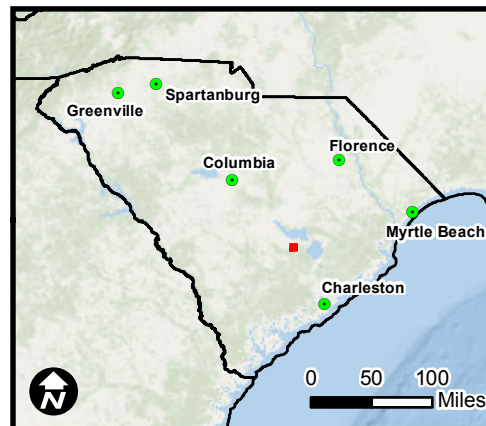 Spartanburg
Greenville
Florence
Columbia
Myrtle Beach
Charleston
0 50 100
Miles
N